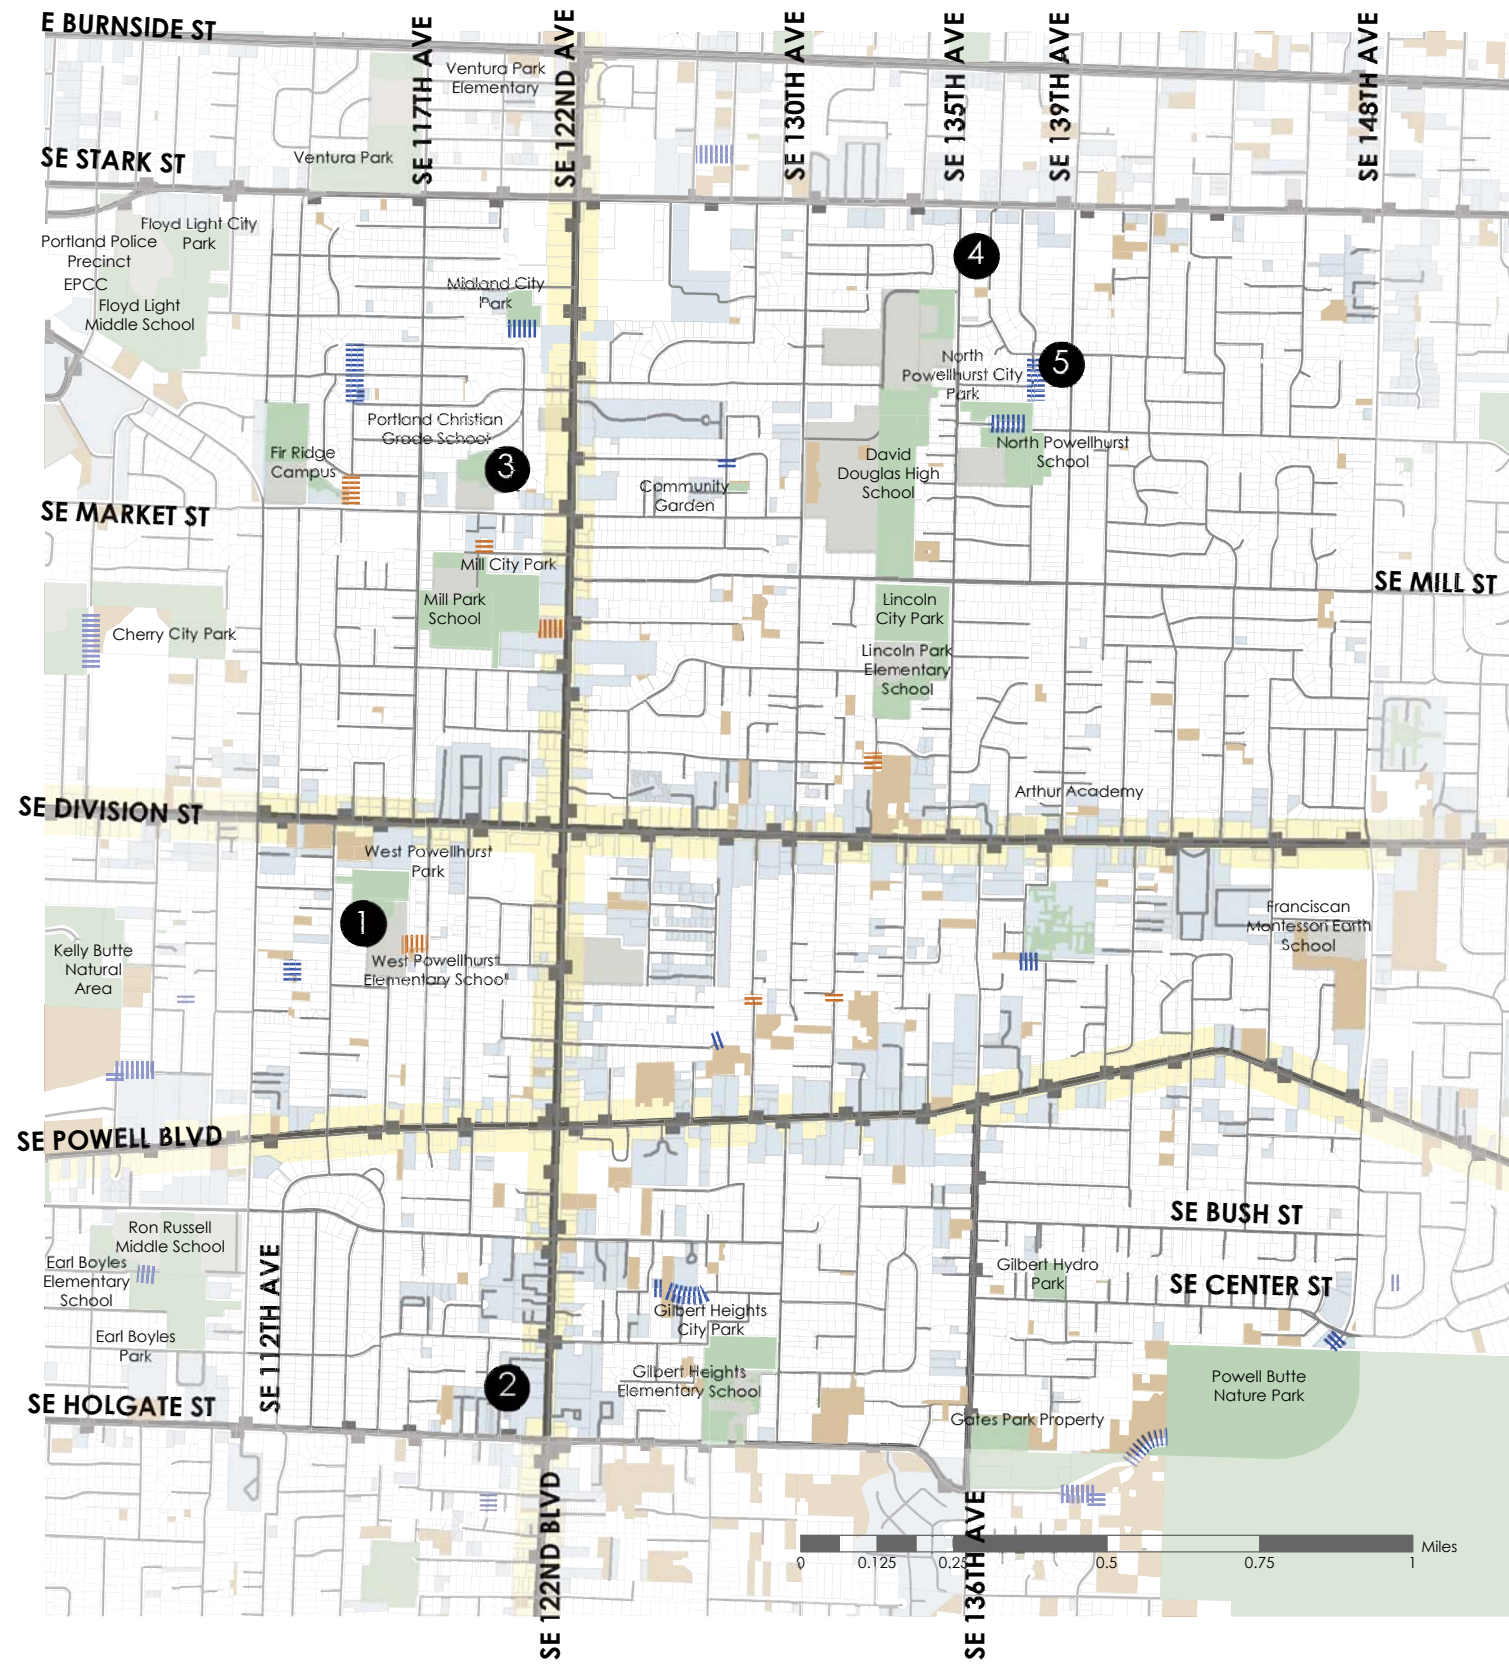 E BURNSIDE ST
SE 117TH AVE
SE 122ND AVE
SE 130TH AVE
SE 135TH AVE
SE 139TH AVE
SE 148TH AVE
Ventura Park
Elementary
Ventura Park
SE STARK ST
Floyd Light City
Park
Portland Police
Precinct
EPCC
Floyd Light
Middle School
Midland City
Park
4
5
North
Powellhurst City
Park
Portland Christian
Grade School
3
Fir Ridge
Campus
North Powellhurst
School
David
Douglas High
School
Community
Garden
SE MARKET ST
Mill City Park
SE MILL ST
Mill Park
School
Lincoln
City Park
Cherry City Park
Lincoln Park
Elementary
School
Arthur Academy
SE DIVISION ST
West Powellhurst
Park
1
Franciscan
Montessori Earth
School
Kelly Butte
Natural
Area
West Powellhurst
Elementary School
SE POWELL BLVD
SE BUSH ST
Ron Russell
Middle School
Earl Boyles
Elementary
School
SE 112TH AVE
Gilbert Hydro
Park
SE CENTER ST
Gilbert Heights
City Park
Earl Boyles
Park
2
Gilbert Heights
Elementary School
Powell Butte
Nature Park
SE HOLGATE ST
Gates Park Property
SE 122ND BLVD
SE 136TH AVE
Miles
0 0.125 0.25 0.5 0.75 1